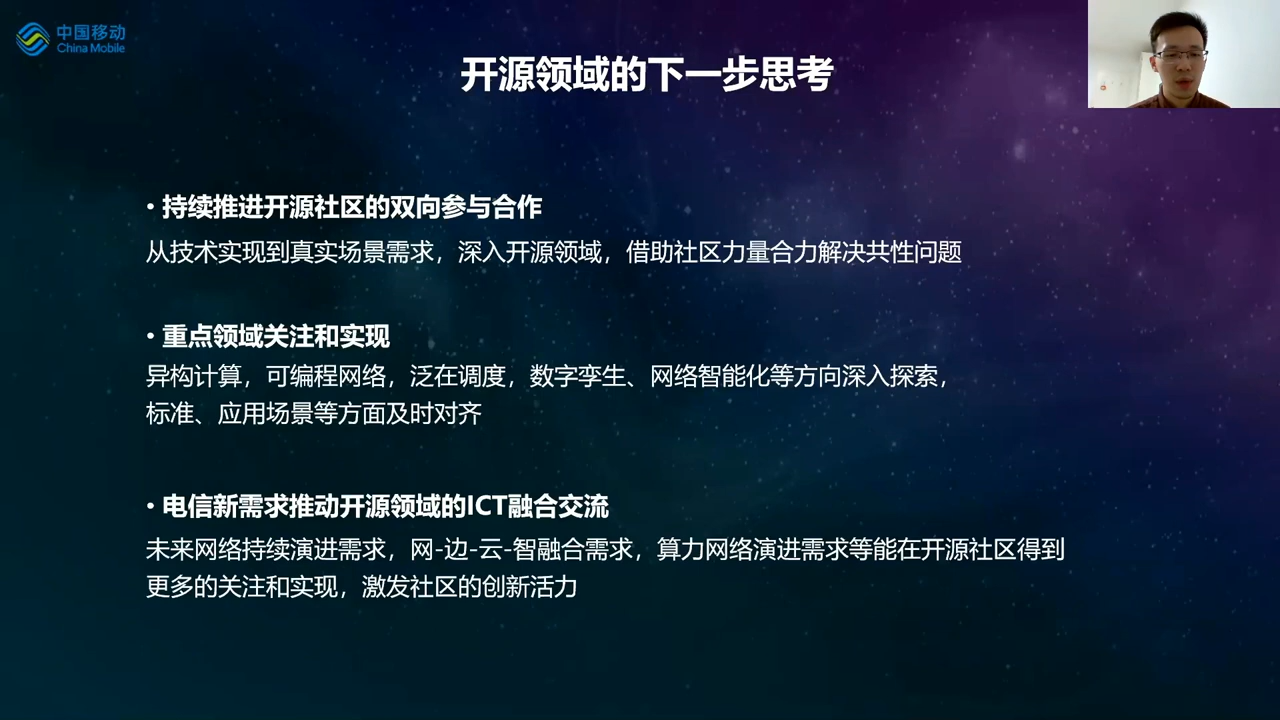 中国移动
China Mobile
开源领域的下一步思考
• 持续推进开源社区的双向参与合作
从技术实现到真实场景需求，深入开源领域，借助社区力量合力解决共性问题
• 重点领域关注和实现
异构计算，可编程网络，泛在调度，数字孪生、网络智能化等方向深入探索，
标准、应用场景等方面及时对齐
• 电信新需求推动开源领域的ICT融合交流
未来网络持续演进需求，网-边-云-智融合需求，算力网络演进需求等能在开源社区得到
更多的关注和实现，激发社区的创新活力